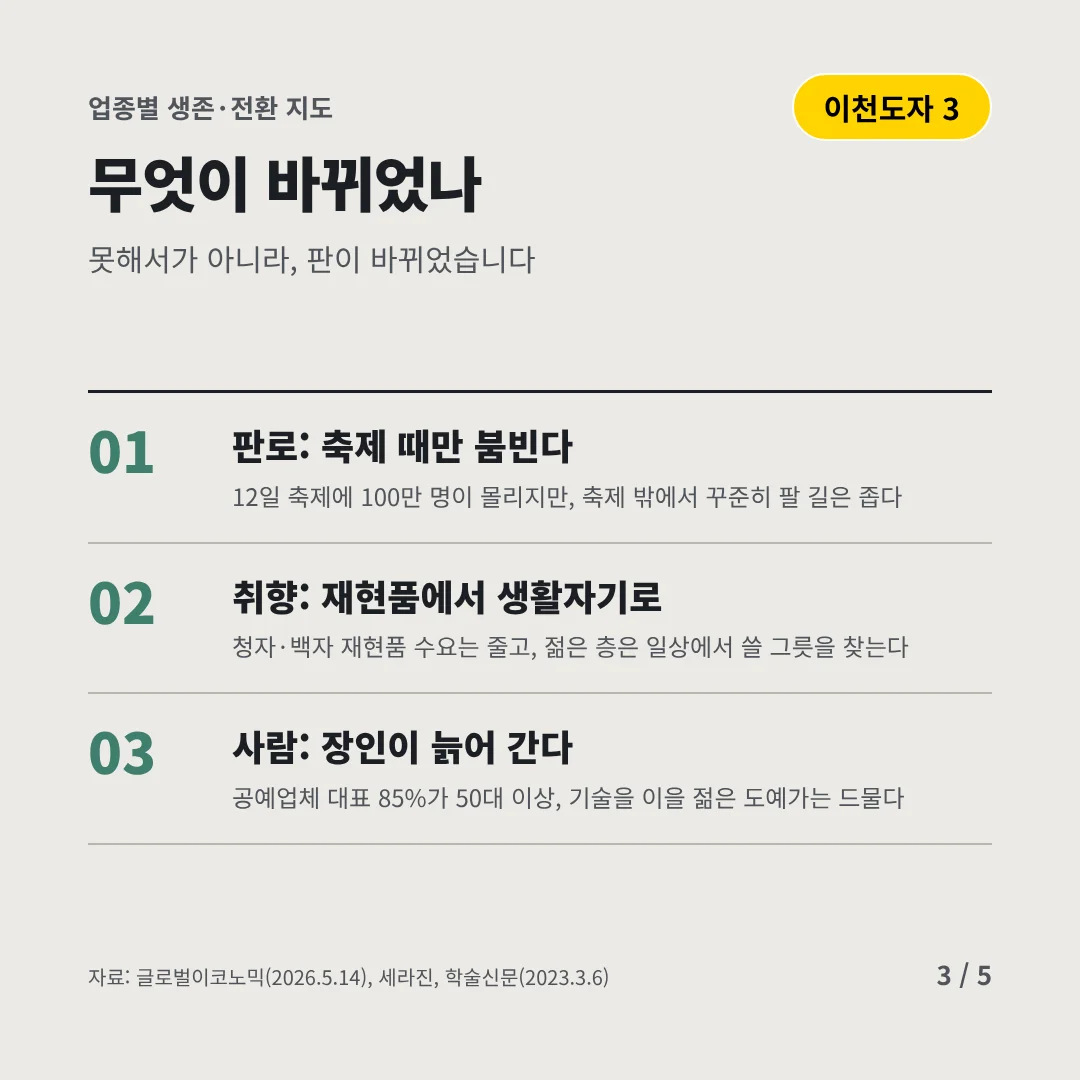 업종별 생존·전환 지도
이천도자 3
무엇이 바뀌었나
못해서가 아니라, 판이 바뀌었습니다
01
판로: 축제 때만 붐빈다
12일 축제에 100만 명이 몰리지만, 축제 밖에서 꾸준히 팔 길은 좁다
02
취향: 재현품에서 생활자기로
청자·백자 재현품 수요는 줄고, 젊은 층은 일상에서 쓸 그릇을 찾는다
03
사람: 장인이 늙어 간다
공예업체 대표 85%가 50대 이상, 기술을 이을 젊은 도예가는 드물다
자료: 글로벌이코노믹(2026.5.14), 세라진, 학술신문(2023.3.6)
3 / 5